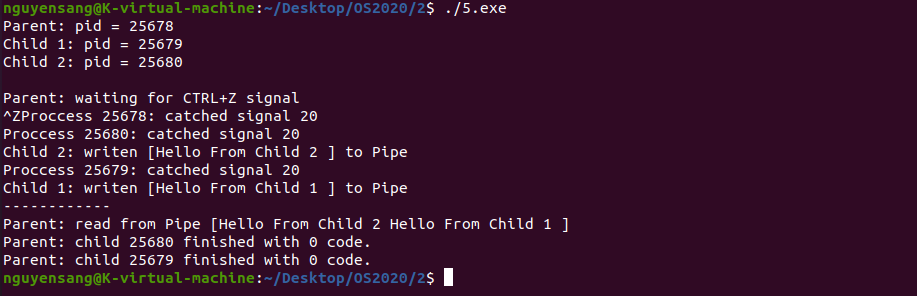 nguyensang@K-virtual-machine:~/Desktop/OS2020/2$ ./5.exe
Parent: pid = 25678
Child 1: pid = 25679
Child 2: pid = 25680
Parent: waiting for CTRL+Z signal
^ZProccess 25678: catched signal 20
Proccess 25680: catched signal 20
Child 2: writen [Hello From Child 2 ] to Pipe
Proccess 25679: catched signal 20
Child 1: writen [Hello From Child 1 ] to Pipe
------------
Parent: read from Pipe [Hello From Child 2 Hello From Child 1 ]
Parent: child 25680 finished with 0 code.
Parent: child 25679 finished with 0 code.
nguyensang@K-virtual-machine:~/Desktop/OS2020/2$